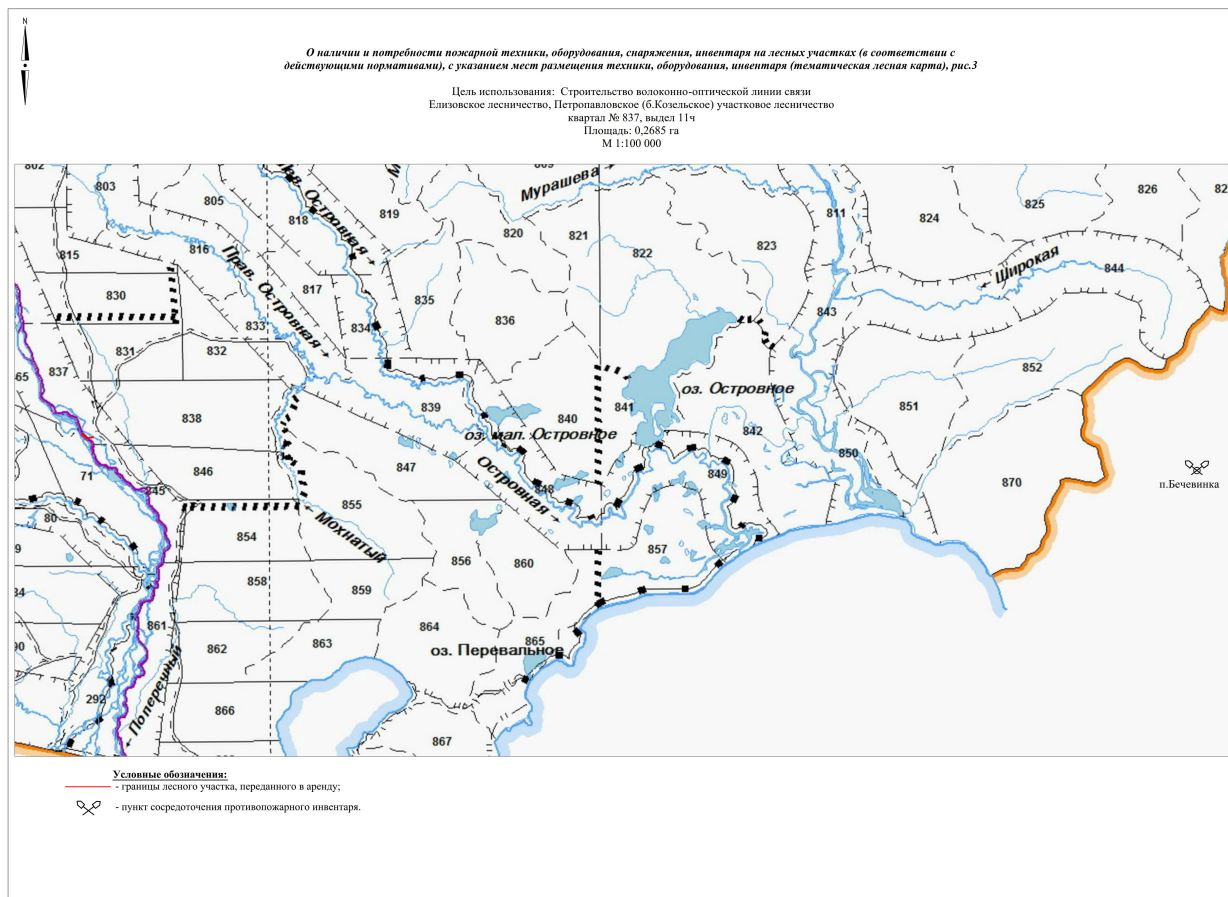 N
О наличии и потребности пожарной техники, оборудования, снаряжения, инвентаря на лесных участках (в соответствии с
действующими нормативами), с указанием мест размещения техники, оборудования, инвентаря (тематическая лесная карта), рис.3
Цель использования: Строительство волоконно-оптической линии связи
Елизовское лесничество, Петропавловское (б.Козельское) участковое лесничество
квартал № 837, выдел 11ч
Площадь: 0,2685 га
М 1:100 000
802
803
805
816
815
830
831
833
832
837
838
846
71
845
80
854
858
861
862
866
292
863
859
855
847
864
856
860
865
867
818
819
817
834
835
836
820
821
822
823
811
824
825
826
844
843
852
851
850
870
842
849
841
840
839
848
857
Прав. Островная
Островная
Мурашева
Широкая
оз. Островное
оз. мал. Островное
Островная
Мохнатый
оз. Перевальное
Поперечный
п.Бечевинка
Условные обозначения:
- границы лесного участка, переданного в аренду;
- пункт сосредоточения противопожарного инвентаря.